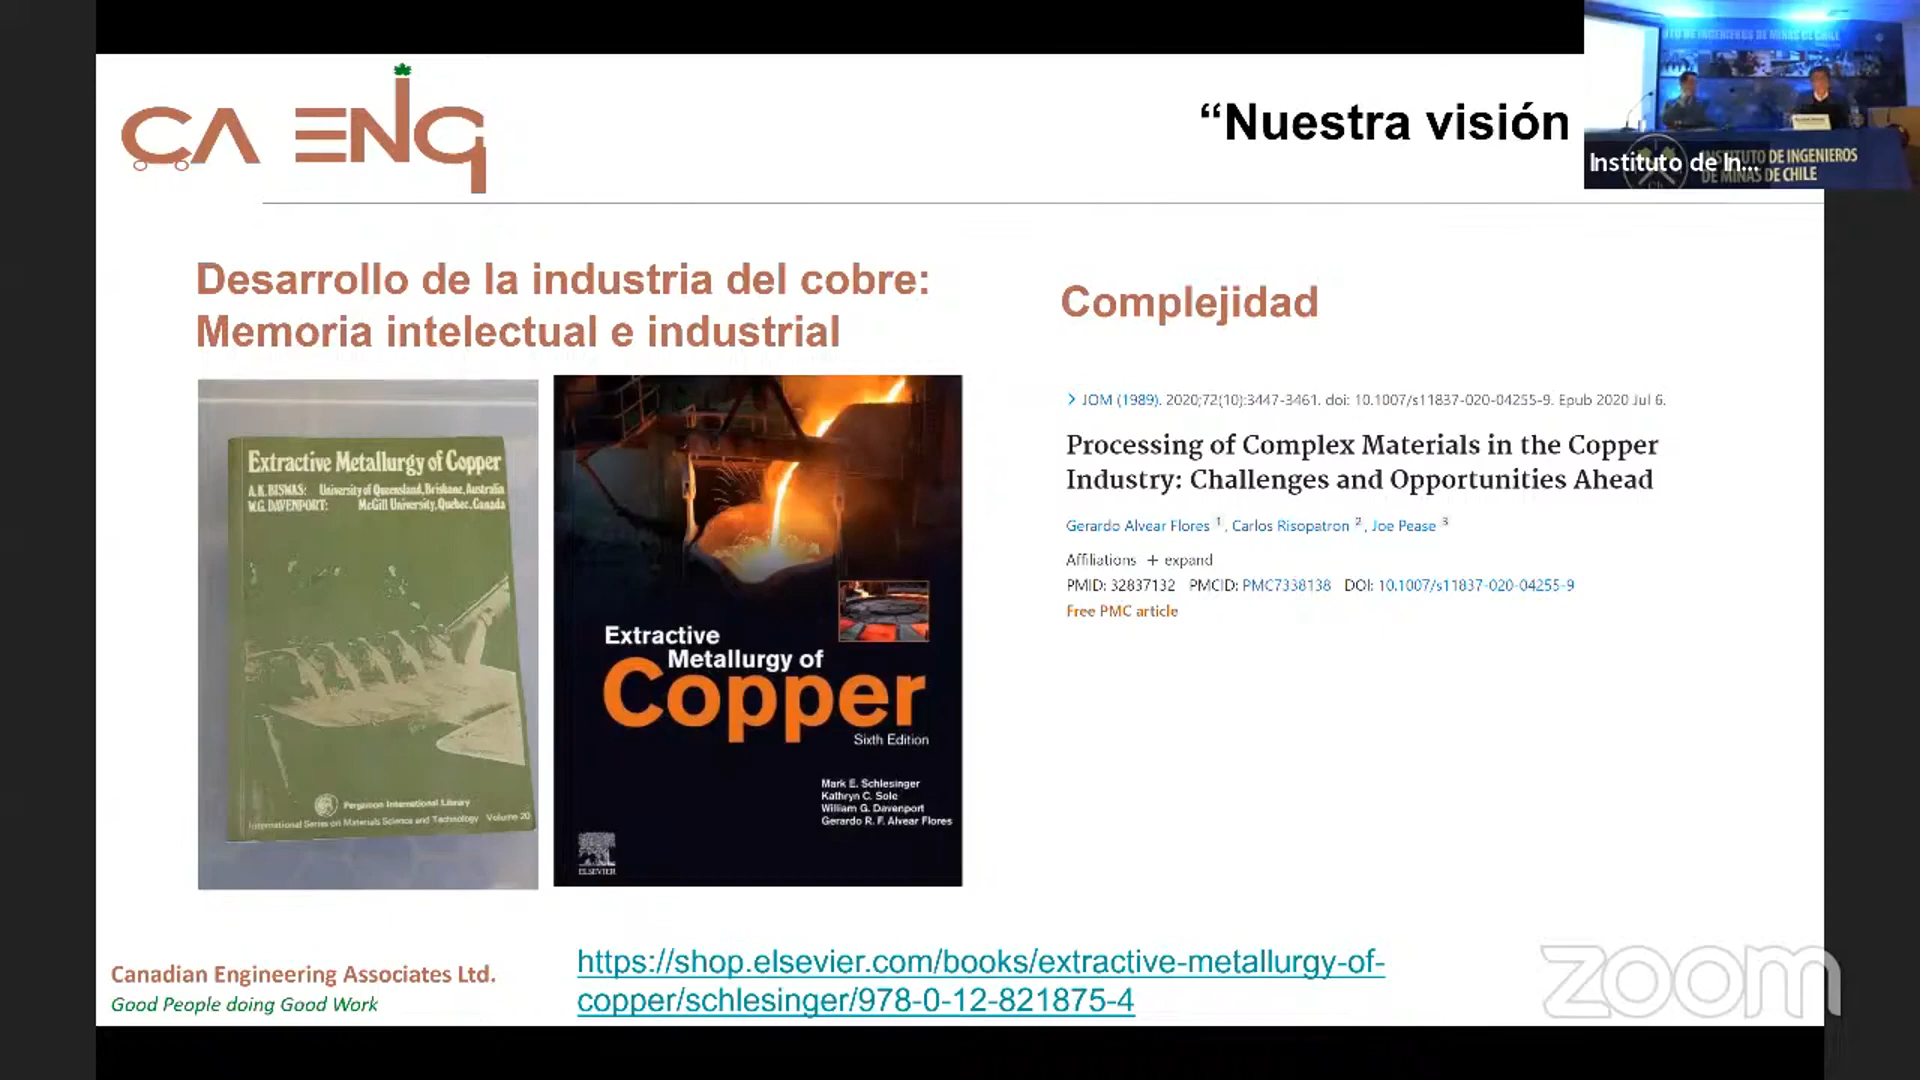 CA ENG
“Nuestra visión
Instituto de In...
INSTITUTO DE INGENIEROS
DE MINAS DE CHILE
Desarrollo de la industria del cobre:
Memoria intelectual e industrial
Complejidad
Extractive Metallurgy of Copper
A.K. BISWAS: University of Queensland, Brisbane, Australia
W.G. DAVENPORT: McGill University, Quebec, Canada
Pergamon International Library
International Series on Materials Science and Technology Volume 20
Extractive
Metallurgy of
Copper
Sixth Edition
Mark E. Schlesinger
Kathryn C. Sole
William G. Davenport
Gerardo R. F. Alvear Flores
ELSEVIER
> JOM (1989). 2020;72(10):3447-3461. doi: 10.1007/s11837-020-04255-9. Epub 2020 Jul 6.
Processing of Complex Materials in the Copper
Industry: Challenges and Opportunities Ahead
Gerardo Alvear Flores 1, Carlos Risopatron 2, Joe Pease 3
Affiliations + expand
PMID: 32837132 PMCID: PMC7338138 DOI: 10.1007/s11837-020-04255-9
Free PMC article
Canadian Engineering Associates Ltd.
Good People doing Good Work
https://shop.elsevier.com/books/extractive-metallurgy-of-
copper/schlesinger/978-0-12-821875-4
zoom